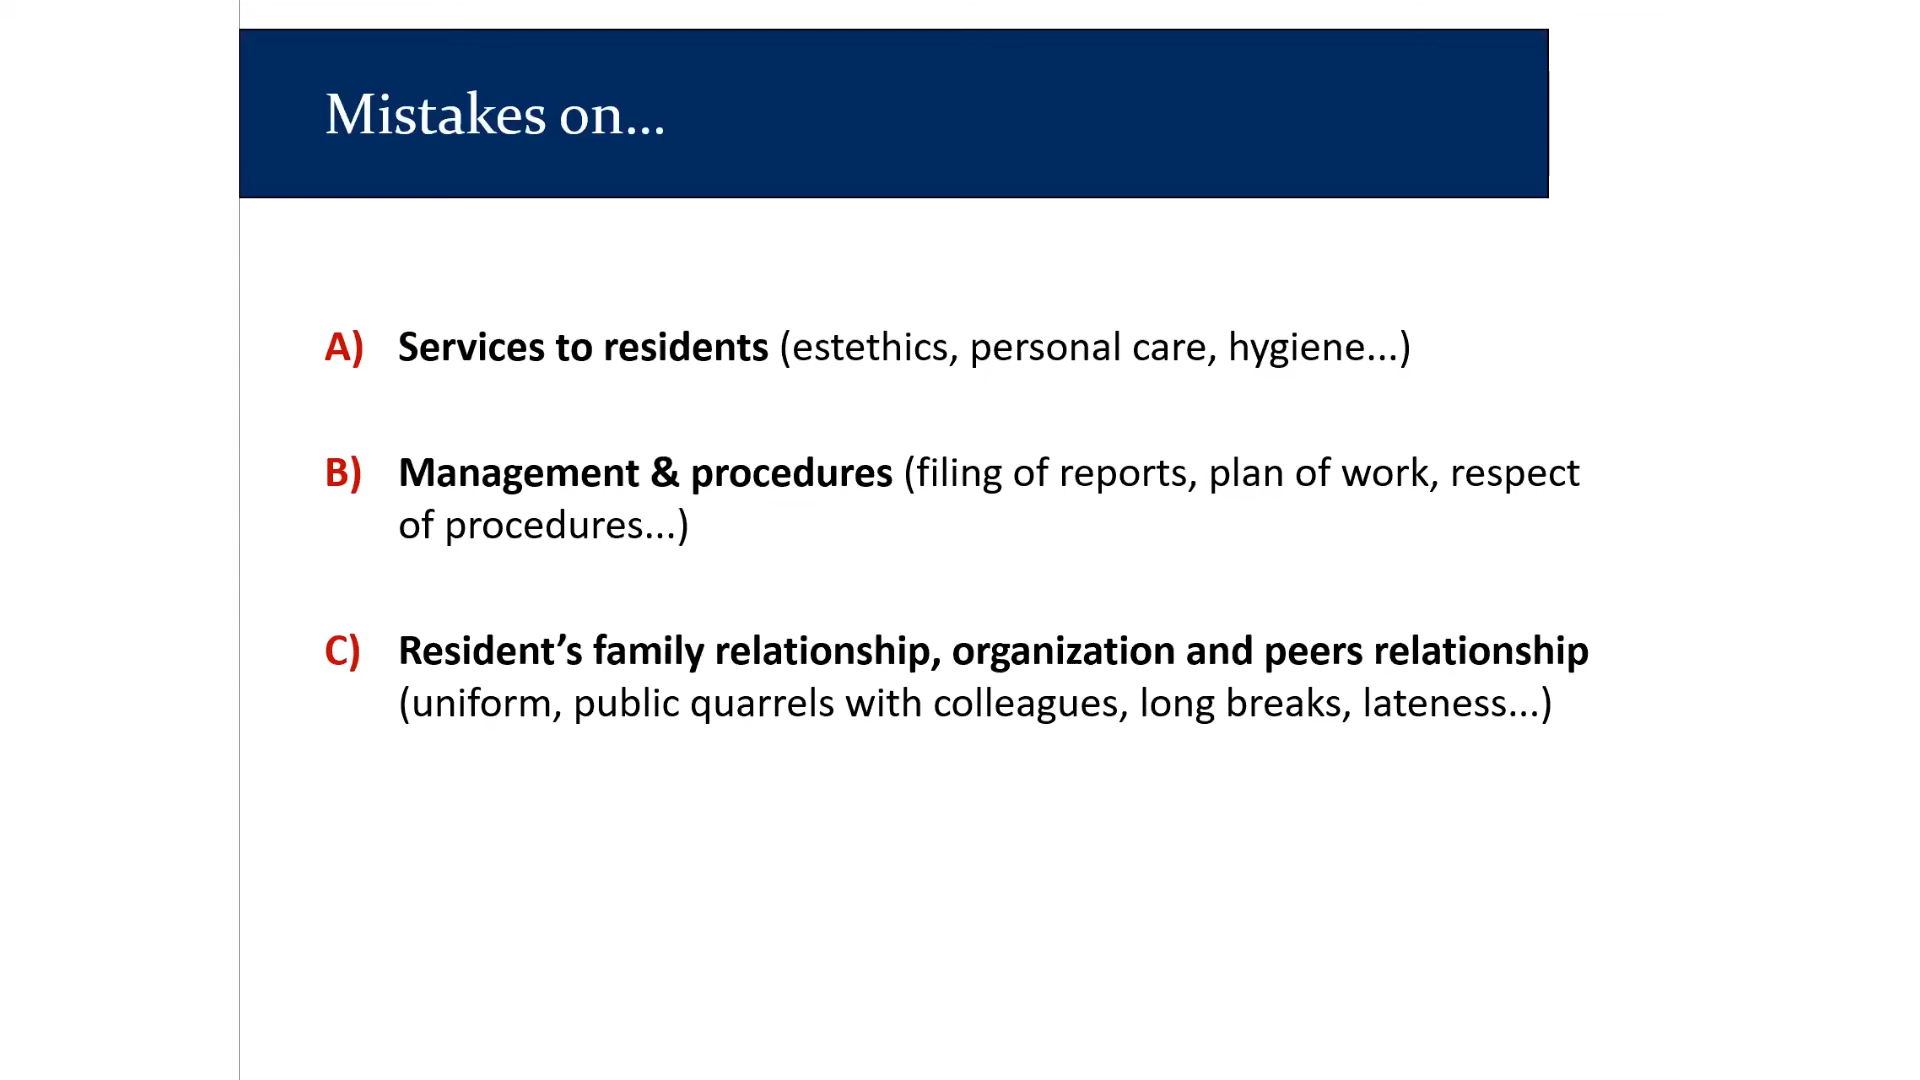 Mistakes on...
A) Services to residents (estethics, personal care, hygiene...)
B) Management & procedures (filing of reports, plan of work, respect
of procedures...)
C) Resident’s family relationship, organization and peers relationship
(uniform, public quarrels with colleagues, long breaks, lateness...)